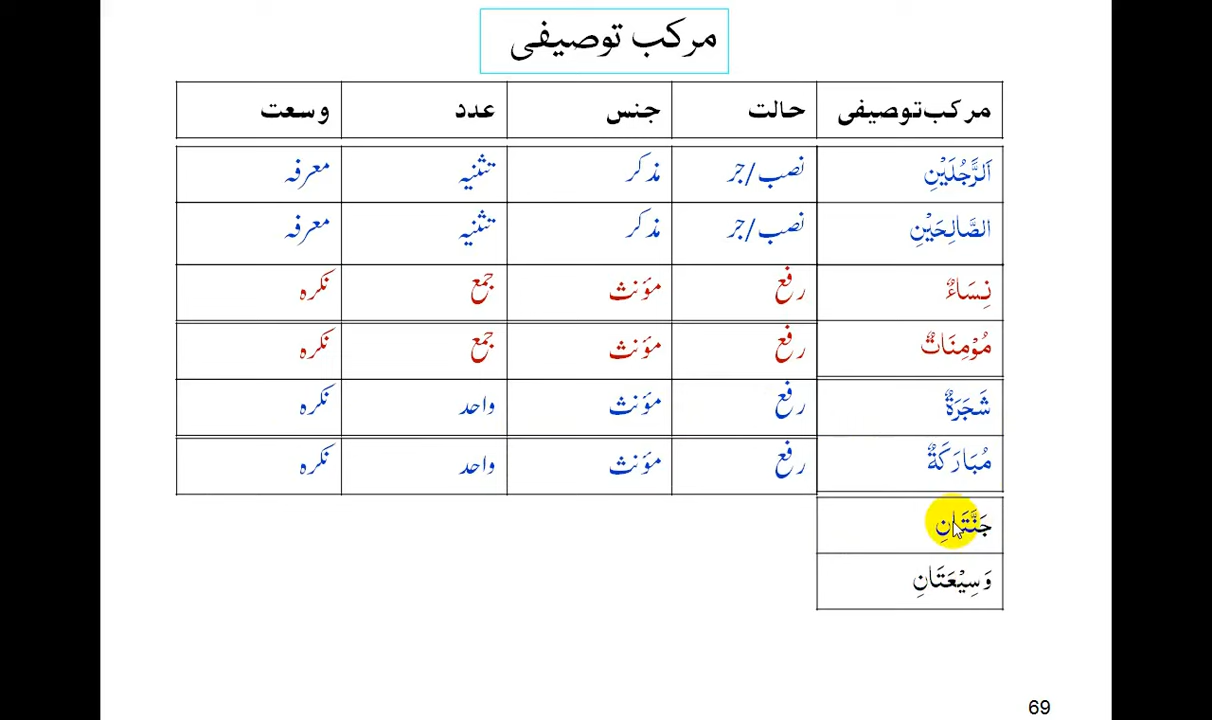 مرکب توصیفی
مرکب توصیفی حالت جنس عدد وسعت
اَلرَّجُلَيْنِ نصب/جر مذکر تثنیہ معرفہ
الصَّالِحَيْنِ نصب/جر مذکر تثنیہ معرفہ
نِسَاءٌ رفع مؤنث جمع نکرہ
مُوْمِنَاتٌ رفع مؤنث جمع نکرہ
شَجَرَةٌ رفع مؤنث واحد نکرہ
مُبَارَكَةٌ رفع مؤنث واحد نکرہ
جَنَّتَانِ
وَسِيْعَتَانِ
69